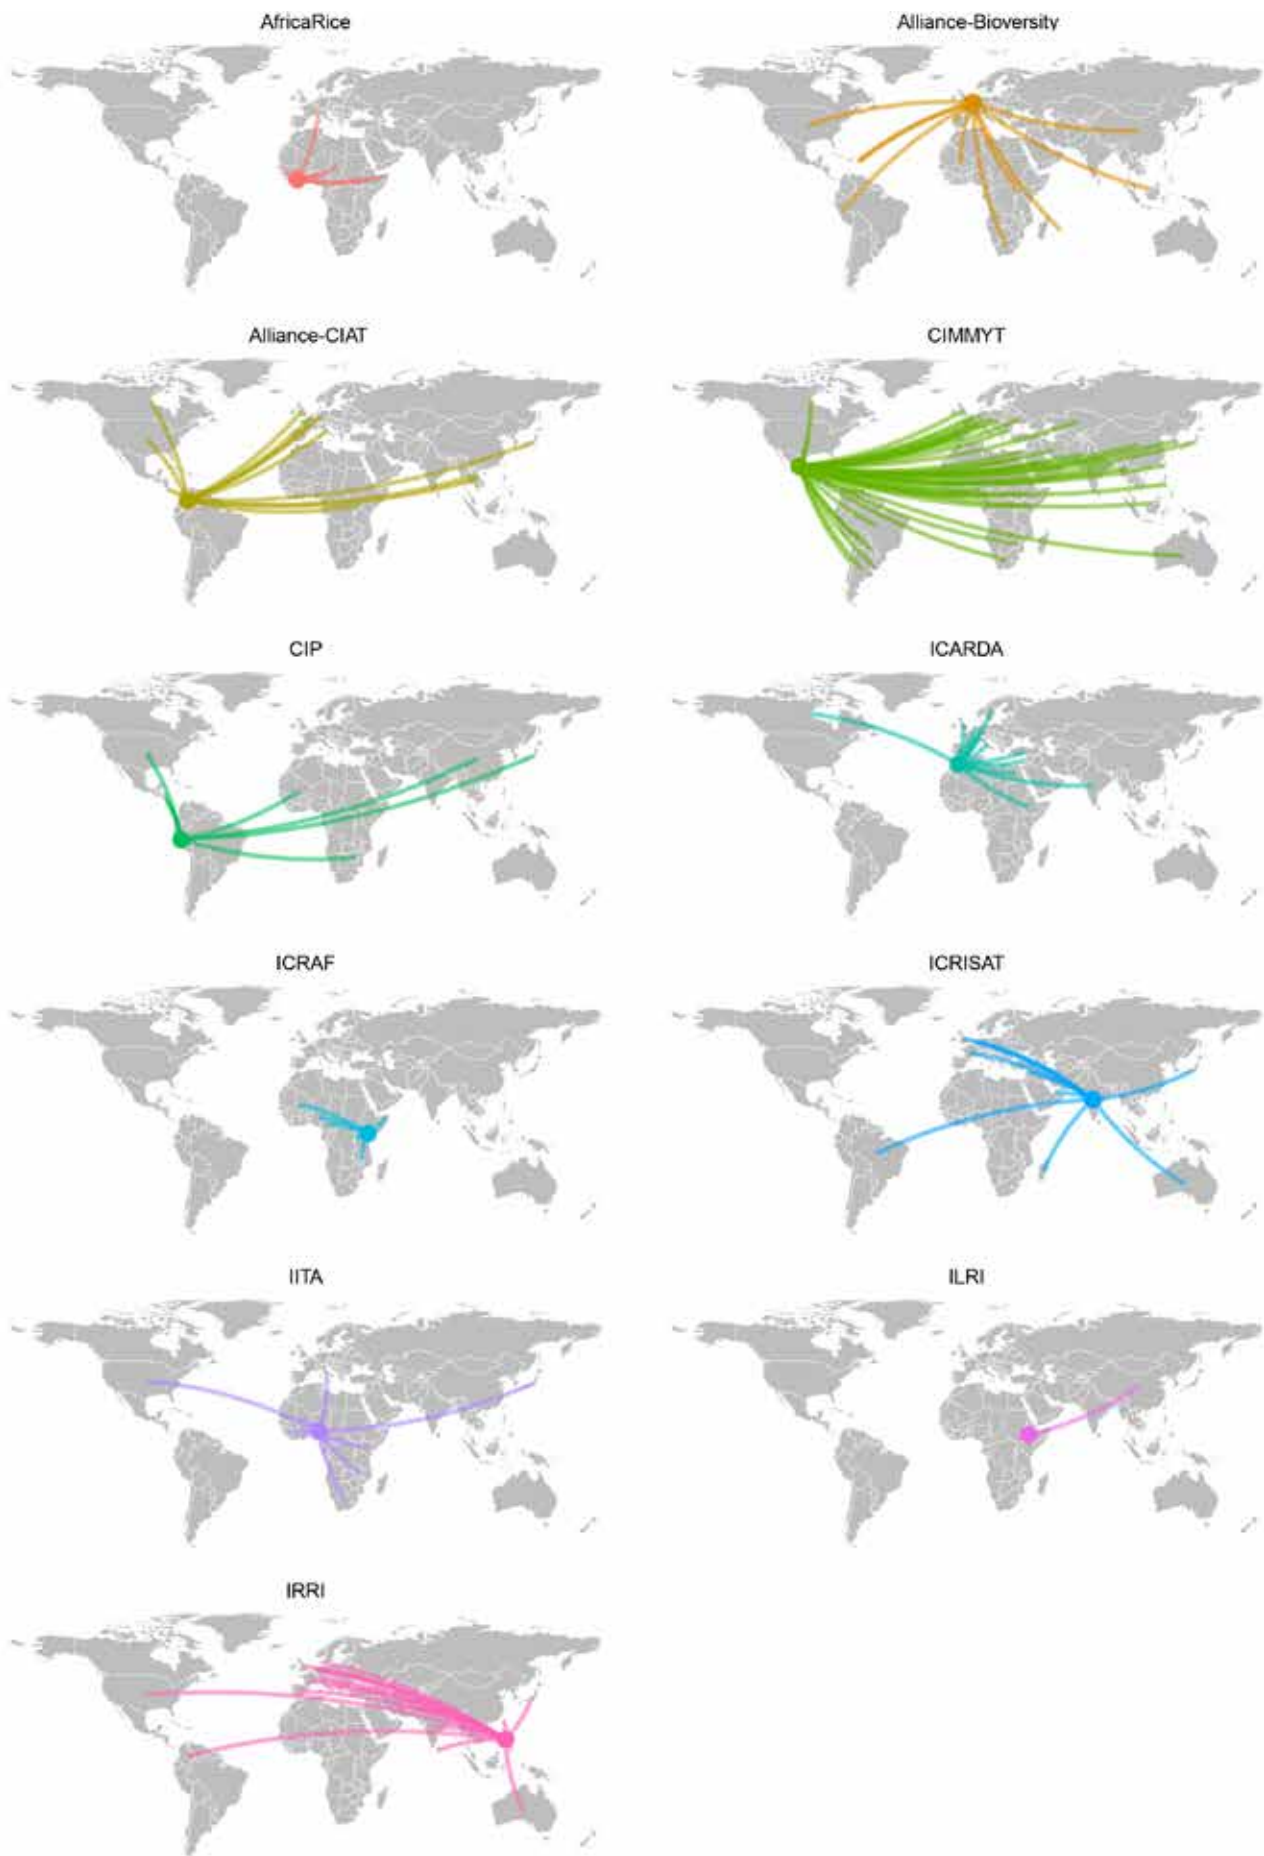 AfricaRice
Alliance-Bioversity
Alliance-CIAT
CIMMYT
CIP
ICARDA
ICRAF
ICRISAT
IITA
ILRI
IRRI